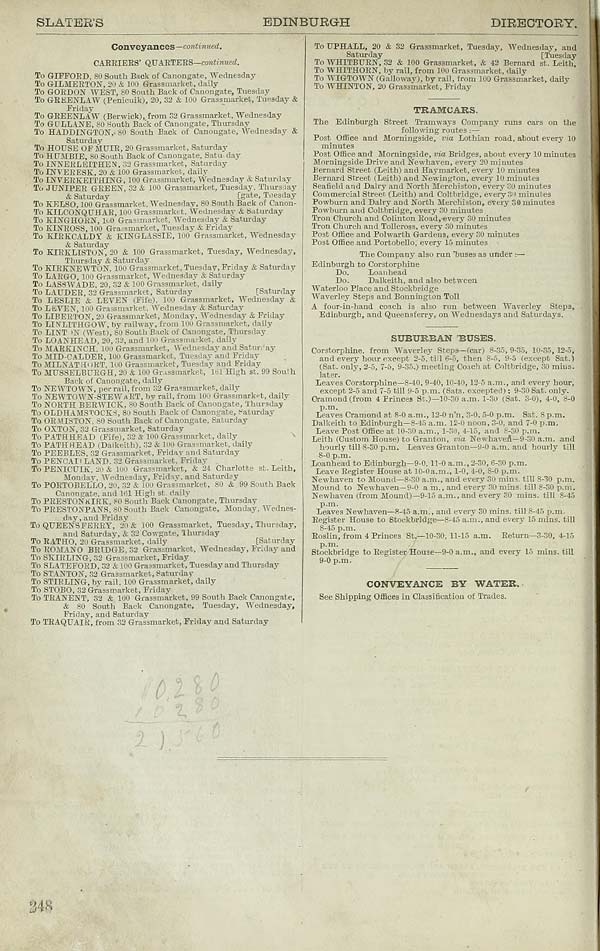 SLATER'S EDINBURGH DIRECTORY.
Conveyances—continued.
CARRIERS' QUARTERS—continued.
To GIFFORD, 80 South Back of Canongate, Wednesday
To GILMERTON, 20 & 100 Grassmarket, daily
To GORDON WEST, 80 South Back of Canongate, Tuesday
To GREENLAW (Penicuik), 20, 32 & 100 Grassmarket, Tuesday &
Friday
To GREENLAW (Berwick), from 32 Grassmarket, Wednesday
To GULLANE, 80 South Back of Canongate, Thursday
To HADDINGTON, 80 South Back of Canongate, Wednesday &
Saturday
To HOUSE OF MUIR, 20 Grassmarket, Saturday
To HUMBIE, 80 South Back of Canongate, Saturday
To INNERLEITHEN, 32 Grassmarket, Saturday
To INVERESK, 20 & 100 Grassmarket, daily
To INVERKEITHING, 100 Grassmarket, Wednesday & Saturday
To JUNIPER GREEN, 32 & 100 Grassmarket, Tuesday, Thursday
& Saturday [gate, Tuesday
To KELSO, 100 Grassmarket, Wednesday, 80 South Back of Canon-
To KILCONQUHAR, 100 Grassmarket, Wednesday & Saturday
To KINGHORN, 100 Grassmarket, Wednesday & Saturday
To KINROSS, 100 Grassmarket, Tuesday & Friday
To KIRKCALDY & KINGLASSIE, 100 Grassmarket, Wednesday
& Saturday
To KIRKLISTON, 20 & 100 Grassmarket, Tuesday, Wednesday,
Thursday & Saturday
To KIRKNEWTON, 100 Grassmarket, Tuesday, Friday & Saturday
To LARGO, 100 Grassmarket, Wednesday & Saturday
To LASSWADE, 20, 32 & 100 Grassmarket, daily
To LAUDER, 32 Grassmarket, Saturday [Saturday
To LESLIE & LEVEN (Fife), 100 Grassmarket, Wednesday &
To LEVEN, 100 Grassmarket, Wednesday & Saturday
To LIBERTON, 20 Grassmarket, Monday, Wednesday & Friday
To LINLITHGOW, by railway, from 100 Grassmarket, daily
To LINTON (West), 80 South Back of Canongate, Thursday
To LOANHEAD, 20, 32, and 100 Grassmarket, daily
To MARKINCH, 100 Grassmarket, Wednesday and Saturday
To MID-CALDER, 100 Grassmarket, Tuesday and Friday
To MILNATHORT, 100 Grassmarket, Tuesday and Friday
To MUSSELBURGH, 20 & 100 Grassmarket, 161 High st. 99 South
Back of Canongate, daily
To NEWTOWN, per rail, from 32 Grassmarket, daily
To NEWTOWN-STEWART, by rail, from 100 Grassmarket, daily
To NORTH BERWICK, 80 South Back of Canongate, Thursday
To OLDHAMSTOCKS, 80 South Back of Canongate, Saturday
To ORMISTON, 80 South Back of Canongate, Saturday
To OXTON, 32 Grassmarket, Saturday
To PATHHEAD (Fife), 32 & 100 Grassmarket, daily
To PATHHEAD (Dalkeith), 32 & 100 Grassmarket, daily
To PEEBLES, 32 Grassmarket, Friday and Saturday
To PENCAITLAND, 32 Grassmarket, Friday
To PENICUIK, 20 & 100 Grassmarket, & 24 Charlotte st. Leith,
Monday, Wednesday, Friday, and Saturday
To PORTOBELLO, 20, 32 & 100 Grassmarket, 80 & 99 South Back
Canongate, and 161 High st. daily
To PRESTONKIRK, 80 South Back Canongate, Thursday
To PRESTONPANS, 80 South Back Canongate, Monday, Wednes-
day, and Friday
To QUEENSFERRY, 20 & 100 Grassmarket, Tuesday, Thursday,
and Saturday, & 32 Cowgate, Thursday
To RATHO, 20 Grassmarket, daily [Saturday
To ROMANO BRIDGE, 32 Grassmarket, Wednesday, Friday and
To SKIRLING, 32 Grassmarket, Friday
To SLATEFORD, 32 & 100 Grassmarket, Tuesday and Thursday
To STANTON, 32 Grassmarket, Saturday
To STIRLING, by rail, 100 Grassmarket, daily
To STOBO, 32 Grassmarket, Friday
To TRANENT, 32 & 100 Grassmarket, 99 South Back Canongate,
& 80 South Back Canongate, Tuesday, Wednesday,
Friday, and Saturday
To TRAQUAIR, from 32 Grassmarket, Friday and Saturday
10280
10280
21560
248
To UPHALL, 20 & 32 Grassmarket, Tuesday, Wednesday, and
Saturday [Tuesday
To WHITBURN, 32 & 100 Grassmarket, & 42 Bernard st. Leith,
To WHITHORN, by rail, from 100 Grassmarket, daily
To WIGTOWN (Galloway), by rail, from 100 Grassmarket, daily
To WHINTON, 20 Grassmarket, Friday
TRAMCARS.
The Edinburgh Street Tramways Company runs cars on the
following routes:—
Post Office and Morningside, via Lothian road, about every 10
minutes
Post Office and Morningside, via Bridges, about every 10 minutes
Morningside Drive and Newhaven, every 20 minutes
Bernard Street (Leith) and Haymarket, every 10 minutes
Bernard Street (Leith) and Newington, every 10 minutes
Seafield and Dalry and North Merchiston, every 30 minutes
Commercial Street (Leith) and Coltbridge, every 30 minutes
Powburn and Dalry and North Merchiston, every 30 minutes
Powburn and Coltbridge, every 30 minutes
Tron Church and Colinton Road, every 30 minutes
Tron Church and Tollcross, every 30 minutes
Post Office and Polwarth Gardens, every 30 minutes
Post Office and Portobello, every 15 minutes
The Company also run 'buses as under:—
Edinburgh to Corstorphine
Do. Loanhead
Do. Dalkeith, and also between
Waterloo Place and Stockbridge
Waverley Steps and Bonnington Toll
A four-in-hand coach is also run between Waverley Steps,
Edinburgh, and Queensferry, on Wednesdays and Saturdays.
SUBURBAN 'BUSES.
Corstorphine, from Waverley Steps—(car) 8-35, 9-35, 10-35, 12-5,
and every hour except 2-5, till 6-5, then 8-5, 9-5 (except Sat.)
(Sat. only, 2-5, 7-5, 9-35.) meeting Coach at Coltbridge, 30 mins.
later.
Leaves Corstorphine—8-40, 9-40, 10-40, 12-5 a.m., and every hour,
except 2-5 and 7-5 till 9-5 p.m. (Sats. excepted); 9-30 Sat. only.
Cramond (from 4 Princes St.)—10-30 a.m. 1-30 (Sat. 3-0), 4-0, 8-0
p.m.
Leaves Cramond at 8-0 a.m., 12-0 n'n, 3-0, 5-0 p.m. Sat. 8 p.m.
Dalkeith to Edinburgh—8-45 a.m. 12-0 noon, 3-0, and 7-0 p.m.
Leave Post Office at 10-30 a.m., 1-30, 4-15, and 8-30 p.m.
Leith (Custom House) to Granton, via Newhaven—9-30 a.m. and
hourly till 8-30 p.m. Leaves Granton—9-0 a.m. and hourly till
8-0 p.m.
Loanhead to Edinburgh—9-0, 11-0 a.m., 2-30, 6-30 p.m.
Leave Register House at 10-0 a.m., 1-0, 4-0, 8-0 p.m.
Newhaven to Mound—8-30 a.m., and every 30 mins. till 8-30 p.m.
Mound to Newhaven—9-0 a.m., and every 30 mins. till 8-30 p.m.
Newhaven (from Mound)—9-15 a.m., and every 30 mins. till 8-45
p.m.
Leaves Newhaven—8-45 a.m., and every 30 mins. till 8-45 p.m.
Register House to Stockbridge—8-45 a.m., and every 15 mins. till
8-45 p.m.
Roslin, from 4 Princes St.—10-30, 11-15 a.m. Return—3-30, 4-15
p.m.
Stockbridge to Register House—9-0 a.m., and every 15 mins. till
9-0 p.m.
CONVEYANCE BY WATER.
See Shipping Offices in Classification of Trades.